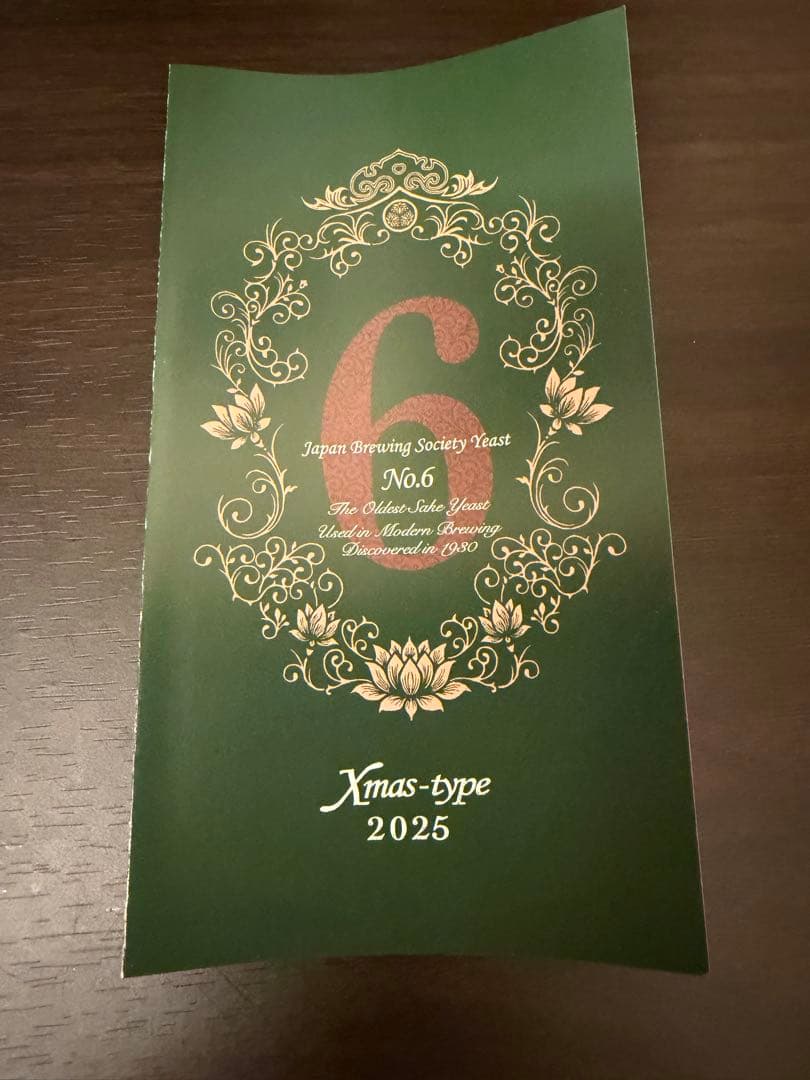 6
Japan Brewing Society Yeast
No.6
The Oldest Sake Yeast
Used in Modern Brewing
Discovered in 1930
Xmas-type
2025